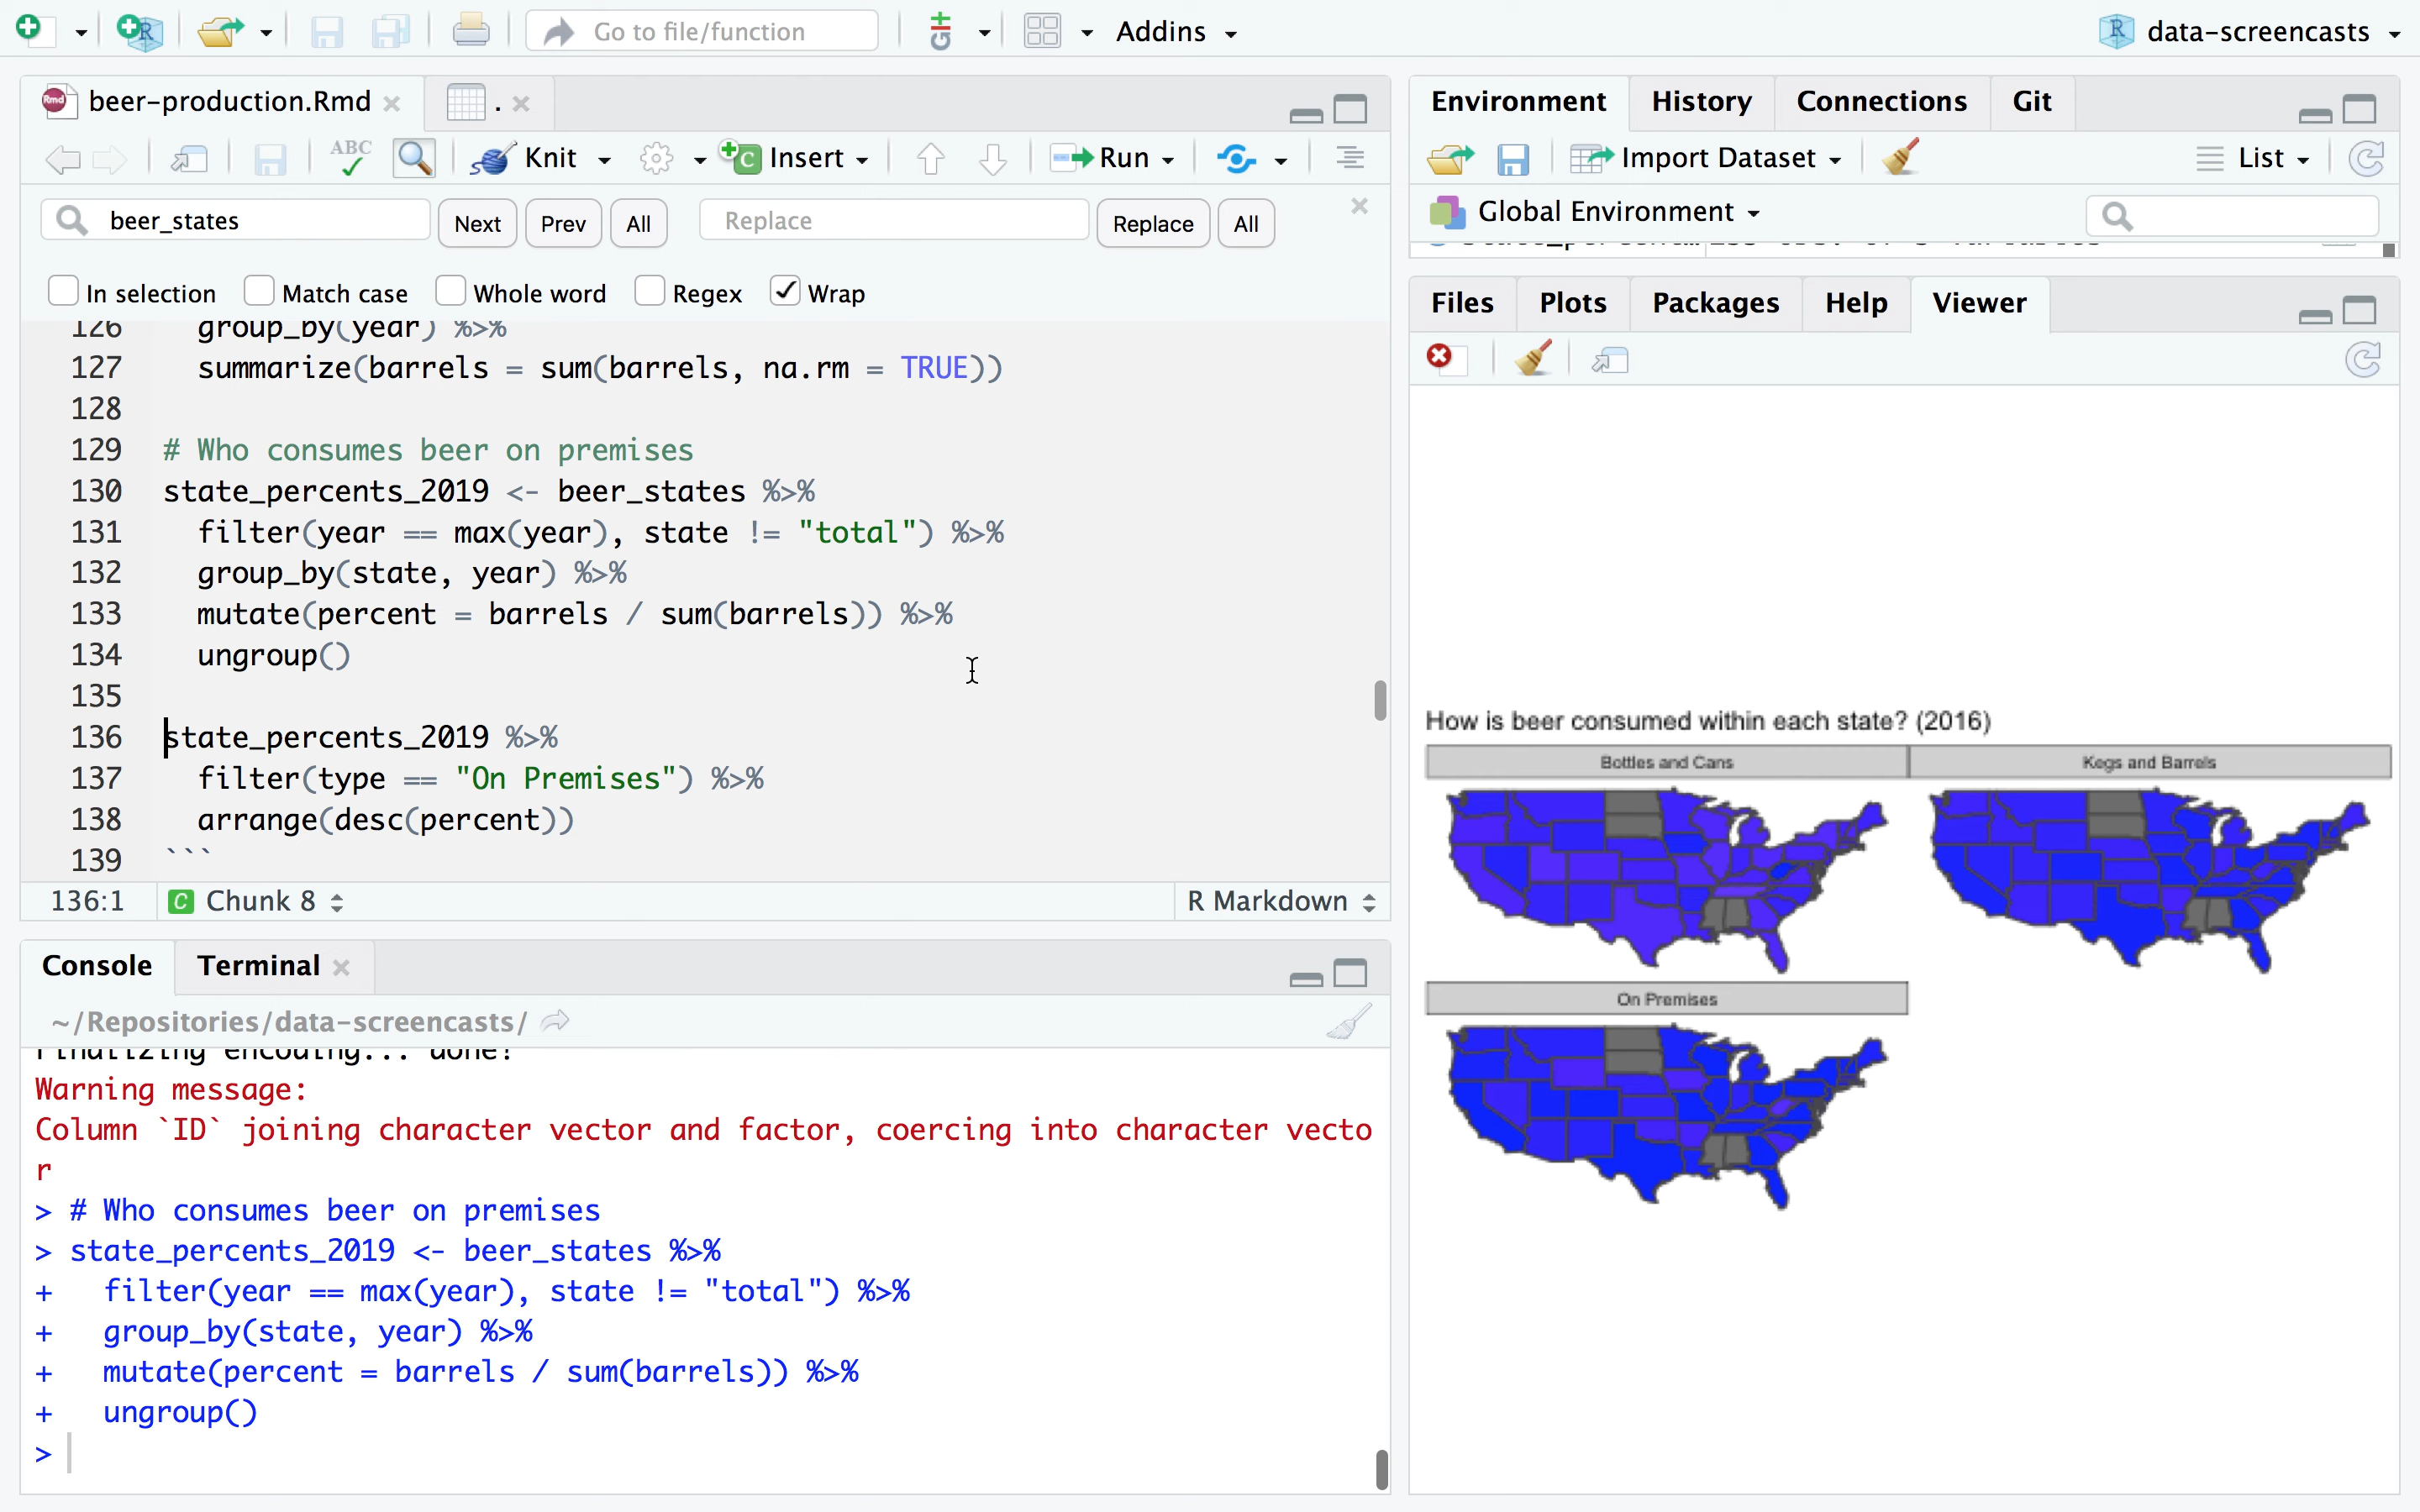 Go to file/function
Addins
data-screencasts
beer-production.Rmd
.
Environment
History
Connections
Git
ABC
Knit
Insert
Run
Import Dataset
List
beer_states
Next
Prev
All
Replace
Replace
All
Global Environment
In selection
Match case
Whole word
Regex
Wrap
Files
Plots
Packages
Help
Viewer
126 group_by(year) %>%
127 summarize(barrels = sum(barrels, na.rm = TRUE))
128
129 # Who consumes beer on premises
130 state_percents_2019 <- beer_states %>%
131 filter(year == max(year), state != "total") %>%
132 group_by(state, year) %>%
133 mutate(percent = barrels / sum(barrels)) %>%
134 ungroup()
135
136 state_percents_2019 %>%
137 filter(type == "On Premises") %>%
138 arrange(desc(percent))
139 ```
136:1
C Chunk 8
R Markdown
How is beer consumed within each state? (2016)
Bottles and Cans
Kegs and Barrels
On Premises
Console
Terminal
~/Repositories/data-screencasts/
Finalizing encoding... done!
Warning message:
Column `ID` joining character vector and factor, coercing into character vecto
r
> # Who consumes beer on premises
> state_percents_2019 <- beer_states %>%
+ filter(year == max(year), state != "total") %>%
+ group_by(state, year) %>%
+ mutate(percent = barrels / sum(barrels)) %>%
+ ungroup()
>